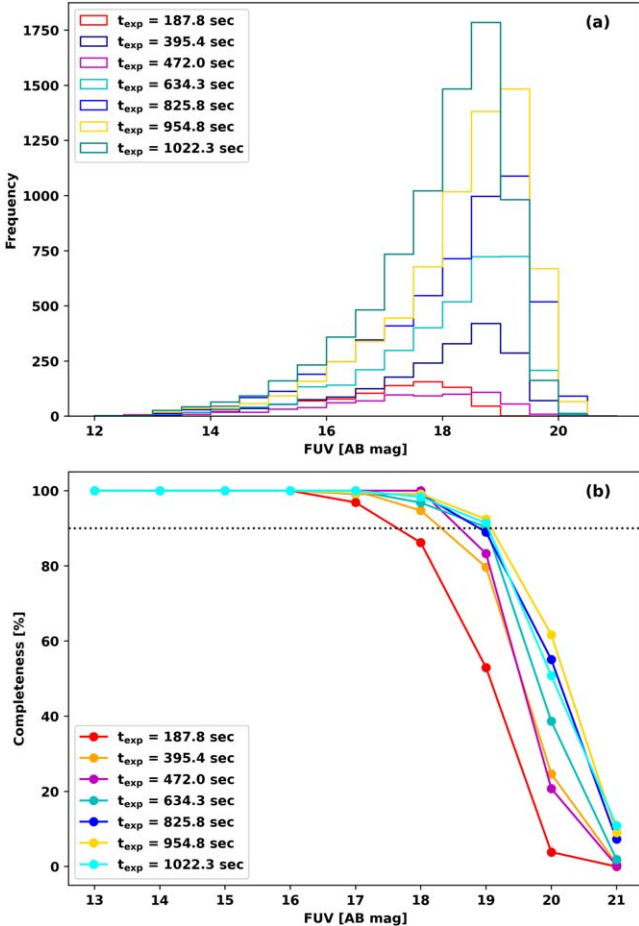 (a)
t_exp = 187.8 sec
t_exp = 395.4 sec
t_exp = 472.0 sec
t_exp = 634.3 sec
t_exp = 825.8 sec
t_exp = 954.8 sec
t_exp = 1022.3 sec
1750
1500
1250
1000
750
500
250
0
Frequency
12 14 16 18 20
FUV [AB mag]
(b)
100
80
60
40
20
0
Completeness [%]
t_exp = 187.8 sec
t_exp = 395.4 sec
t_exp = 472.0 sec
t_exp = 634.3 sec
t_exp = 825.8 sec
t_exp = 954.8 sec
t_exp = 1022.3 sec
13 14 15 16 17 18 19 20 21
FUV [AB mag]